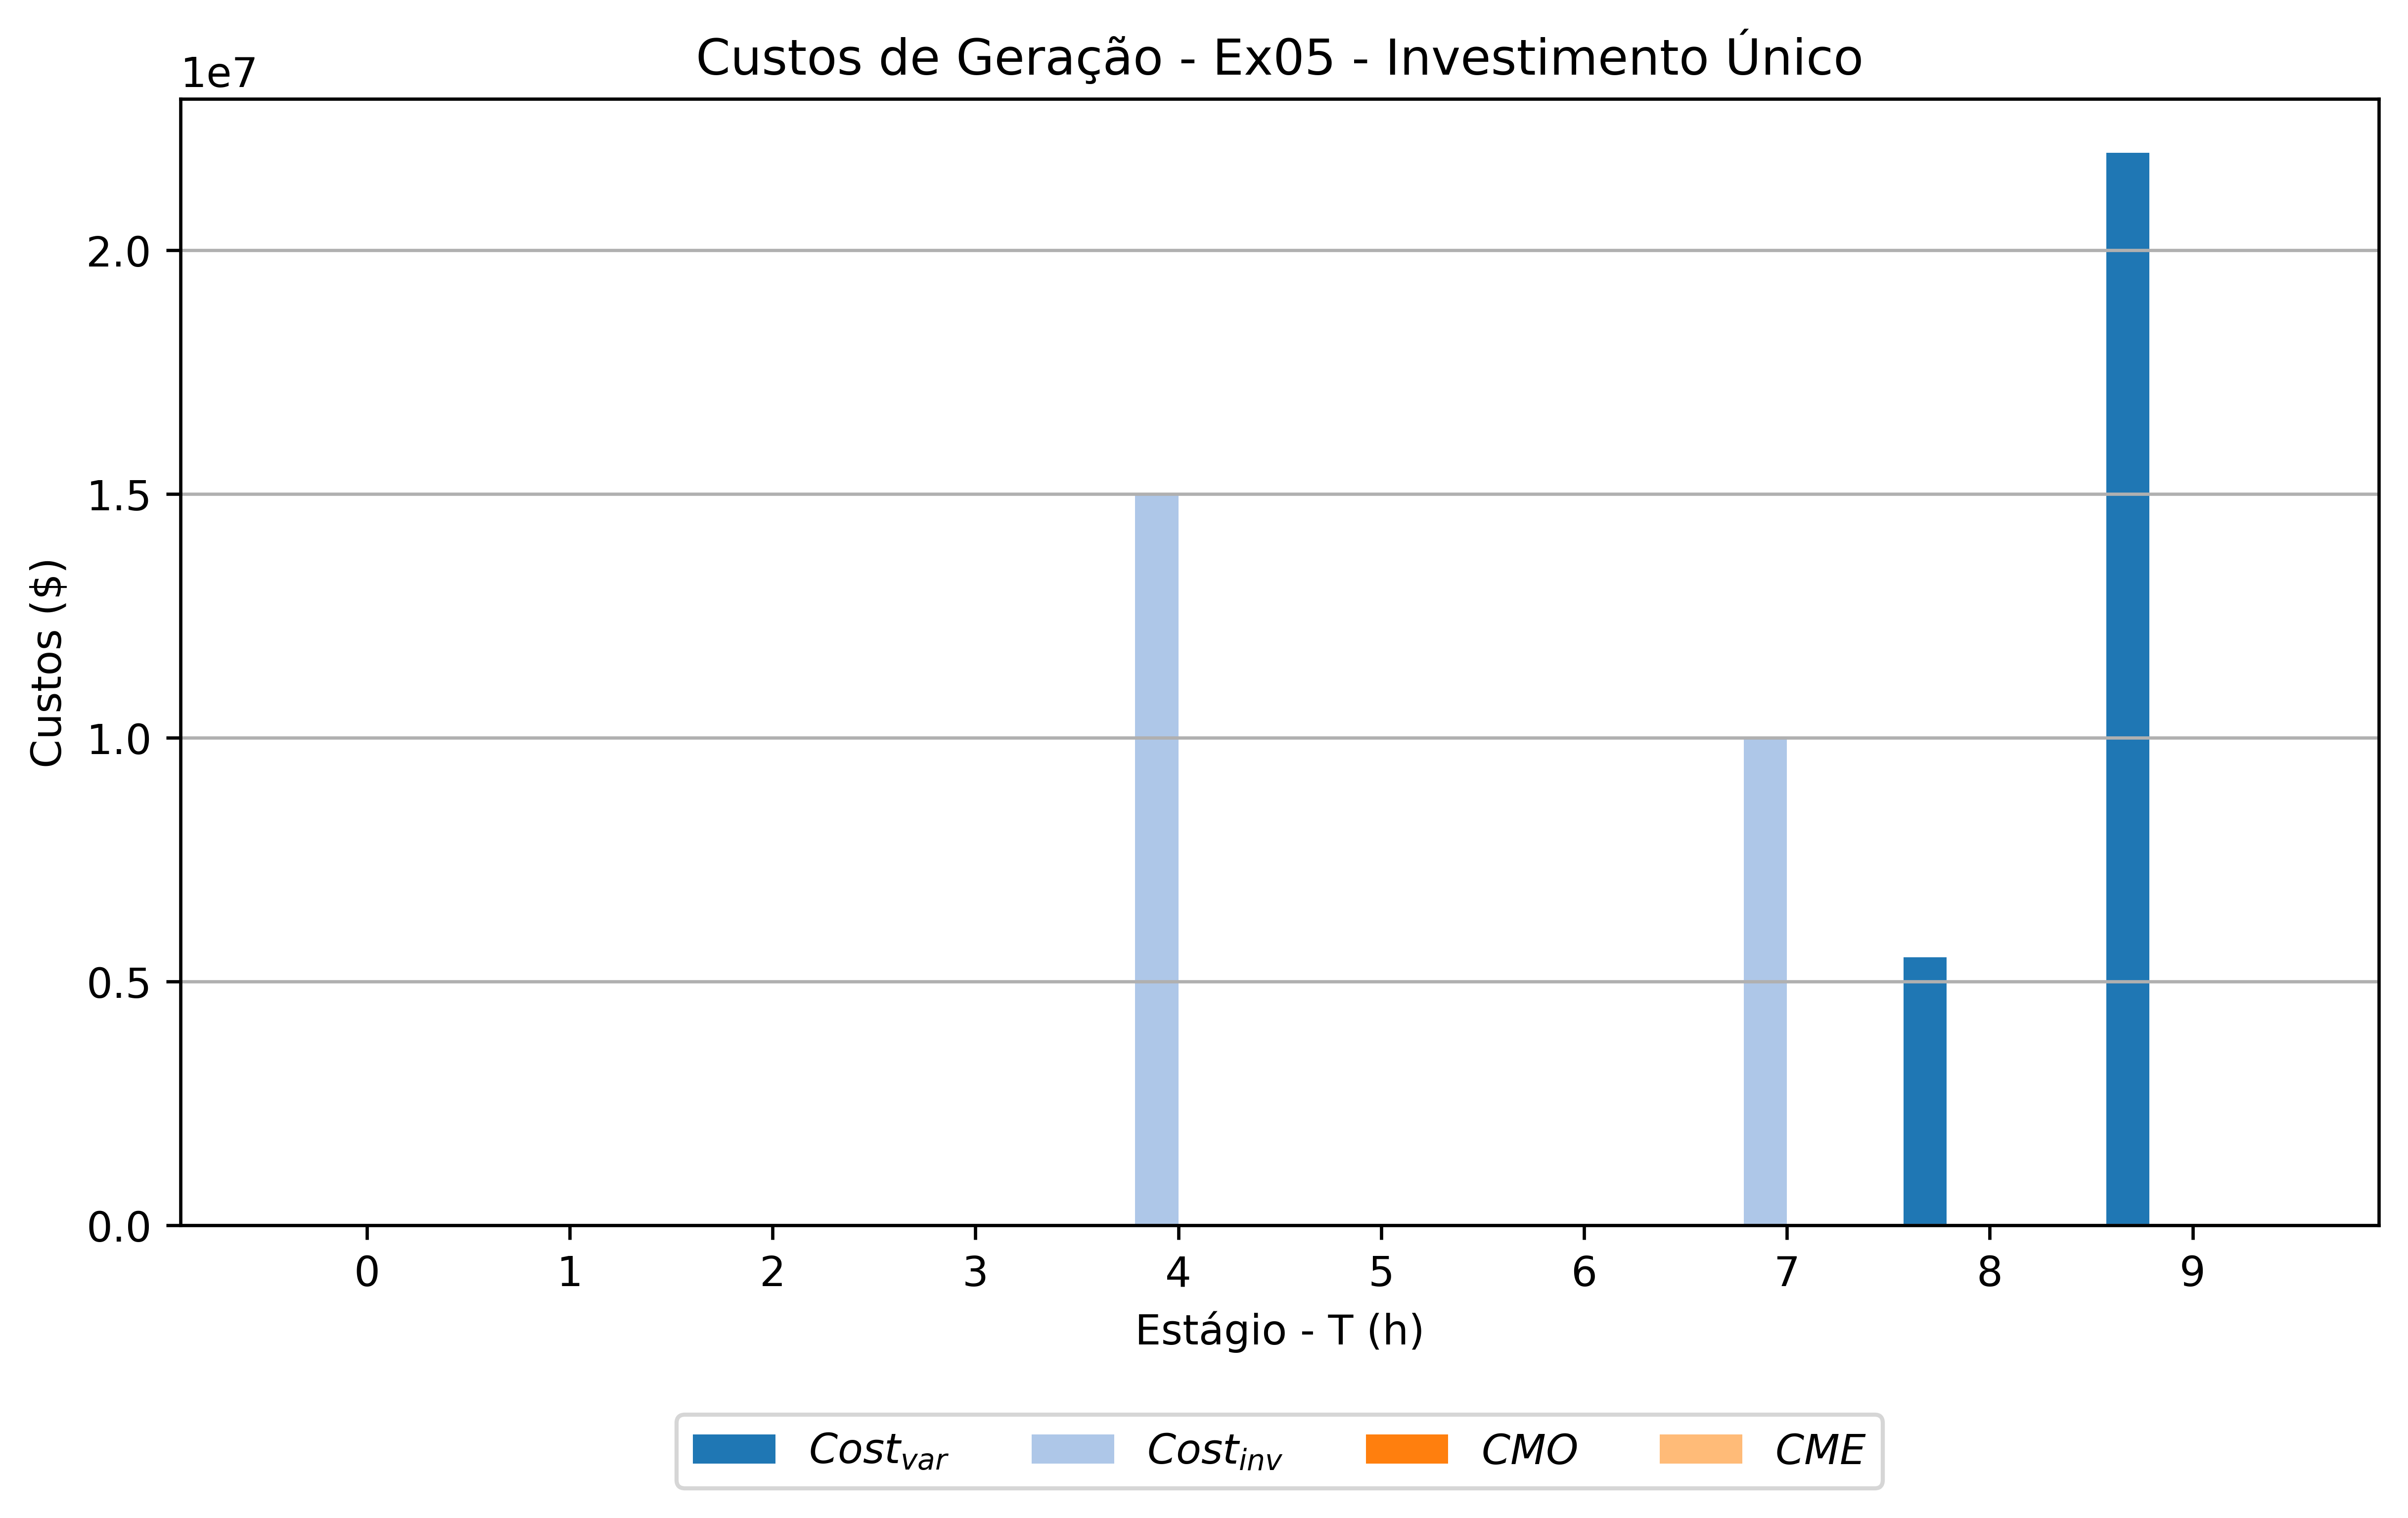 Custos de Geração - Ex05 - Investimento Único
1e7
2.0
1.5
1.0
0.5
0.0
Custos ($)
0 1 2 3 4 5 6 7 8 9
Estágio - T (h)
Cost_var Cost_inv CMO CME